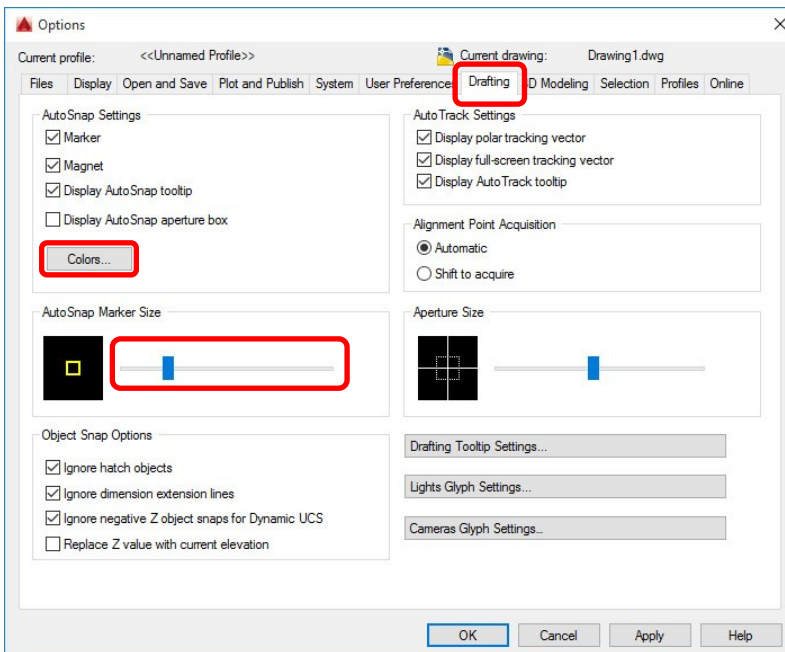 Options
Current profile: <<Unnamed Profile>> Current drawing: Drawing1.dwg
Files Display Open and Save Plot and Publish System User Preferences Drafting D Modeling Selection Profiles Online
AutoSnap Settings
Marker
Magnet
Display AutoSnap tooltip
Display AutoSnap aperture box
Colors...
AutoTrack Settings
Display polar tracking vector
Display full-screen tracking vector
Display AutoTrack tooltip
Alignment Point Acquisition
Automatic
Shift to acquire
AutoSnap Marker Size
Aperture Size
Object Snap Options
Ignore hatch objects
Ignore dimension extension lines
Ignore negative Z object snaps for Dynamic UCS
Replace Z value with current elevation
Drafting Tooltip Settings...
Lights Glyph Settings...
Cameras Glyph Settings...
OK Cancel Apply Help